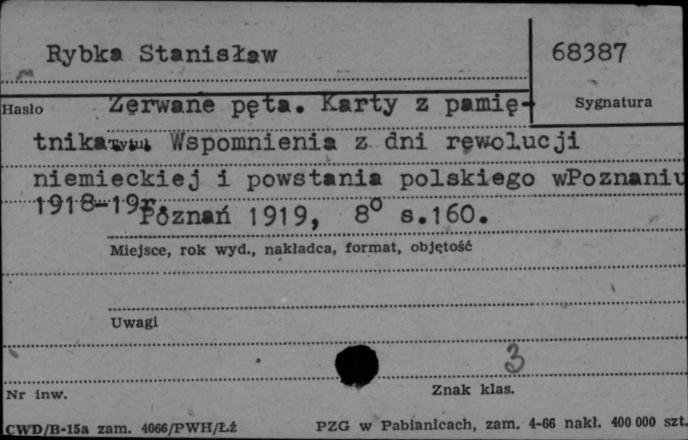 Rybka Stanisław 68387
Hasło Zerwane pęta. Karty z pamię- Sygnatura
tnika Tytuł Wspomnienia z dni rewolucji
niemieckiej i powstania polskiego wPoznaniu
1918-19r.
Poznań 1919, 8° s.160.
Miejsce, rok wyd., nakładca, format, objętość
Uwagi
3
Nr inw. Znak klas.
CWD/B-15a zam. 4066/PWH/Łż PZG w Pabianicach, zam. 4-66 nakł. 400 000 szt.